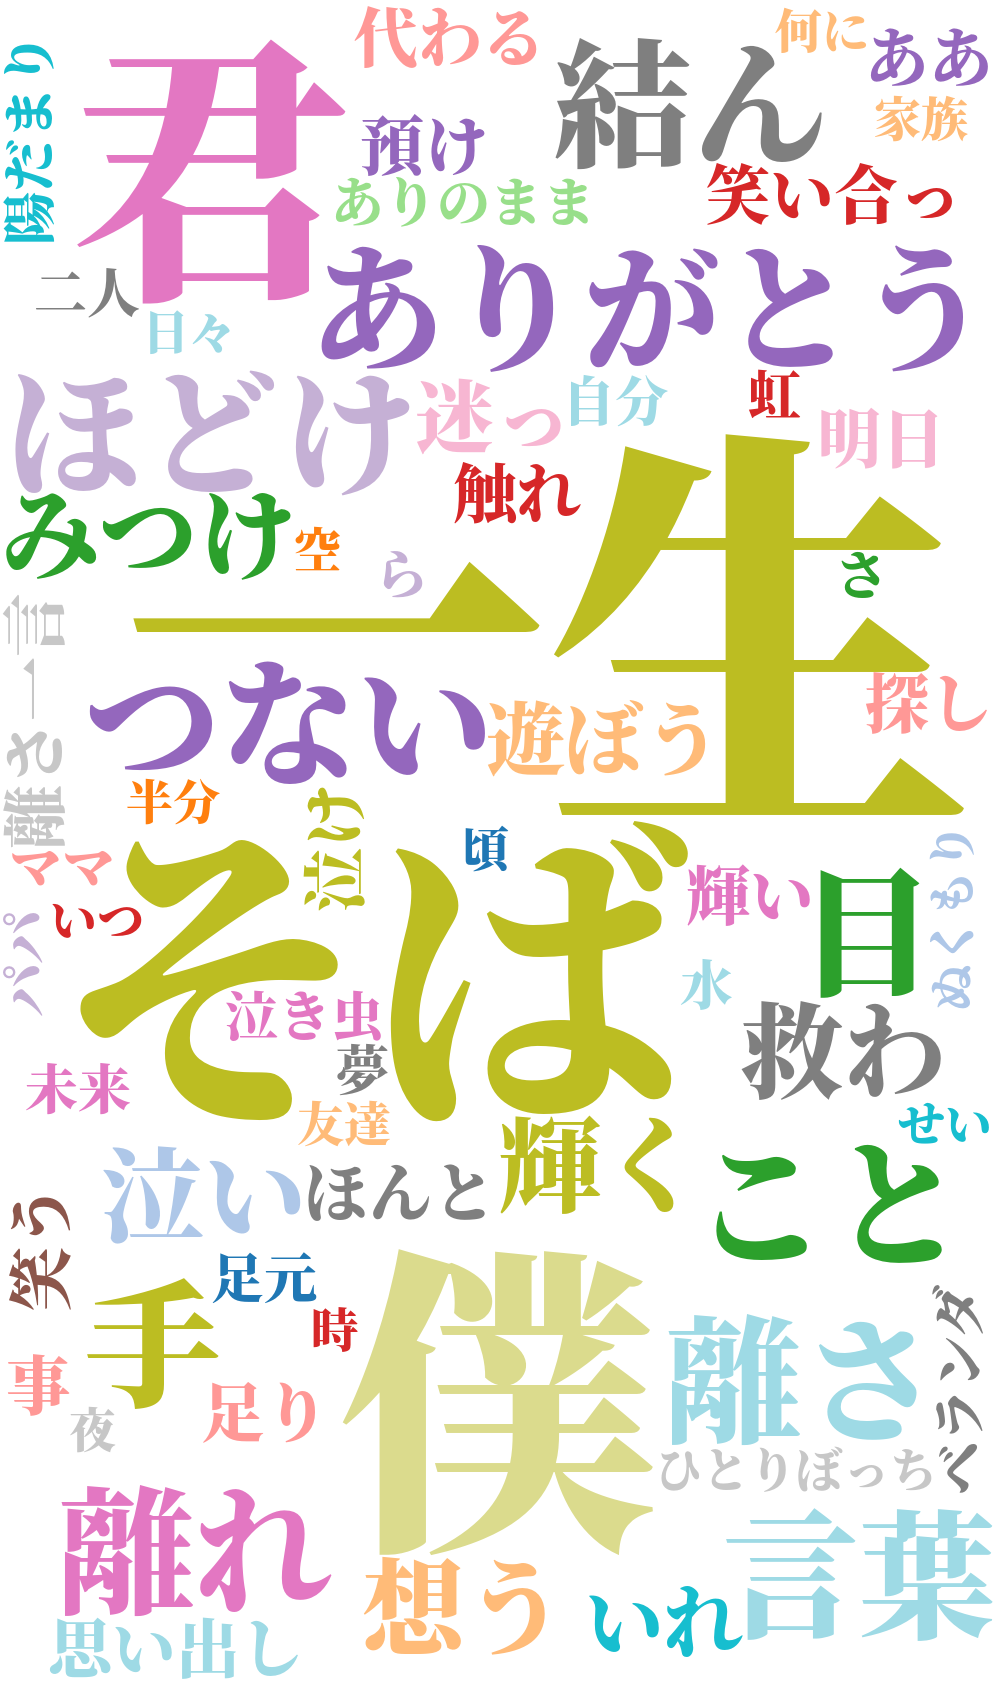 代わる
何に
ああ
陽だまり
君
結ん
家族
預け
ありのまま
笑い合っ
二人
ありがとう
日々
ほどけ
迷っ
自分
虹
明日
触れ
みつけ
空
ら
一生
さ
離さ
一言
つない
遊ぼう
探し
半分
泣け
頃
ママ
いつ
パパ
そば
輝い
日
ぬくもり
水
泣き虫
救わ
夢
未来
友達
せい
泣い
ほんと
輝く
こと
笑う
足元
手
時
僕
離さ
ベランダ
事
夜
足り
ひとりぼっち
離れ
言葉
想う
いれ
思い出し